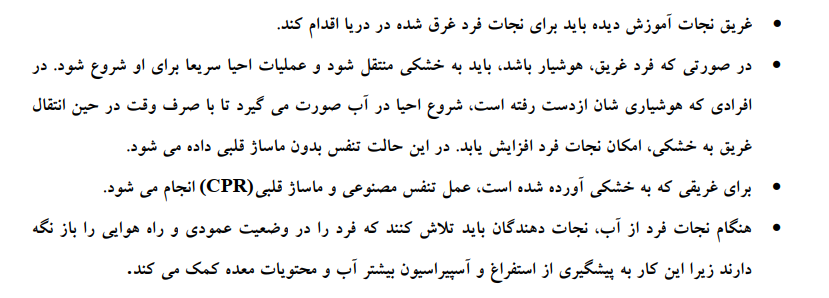 • غریق نجات آموزش دیده باید برای نجات فرد غرق شده در دریا اقدام کند.
• در صورتی که فرد غریق، هوشیار باشد، باید به خشکی منتقل شود و عملیات احیا سریعا برای او شروع شود. در
افرادی که هوشیاری شان ازدست رفته است، شروع احیا در آب صورت می گیرد تا با صرف وقت در حین انتقال
غریق به خشکی، امکان نجات فرد افزایش یابد. در این حالت تنفس بدون ماساژ قلبی داده می شود.
• برای غریقی که به خشکی آورده شده است، عمل تنفس مصنوعی و ماساژ قلبی(CPR) انجام می شود.
• هنگام نجات فرد از آب، نجات دهندگان باید تلاش کنند که فرد را در وضعیت عمودی و راه هوایی را باز نگه
دارند زیرا این کار به پیشگیری از استفراغ و آسپیراسیون بیشتر آب و محتویات معده کمک می کند.